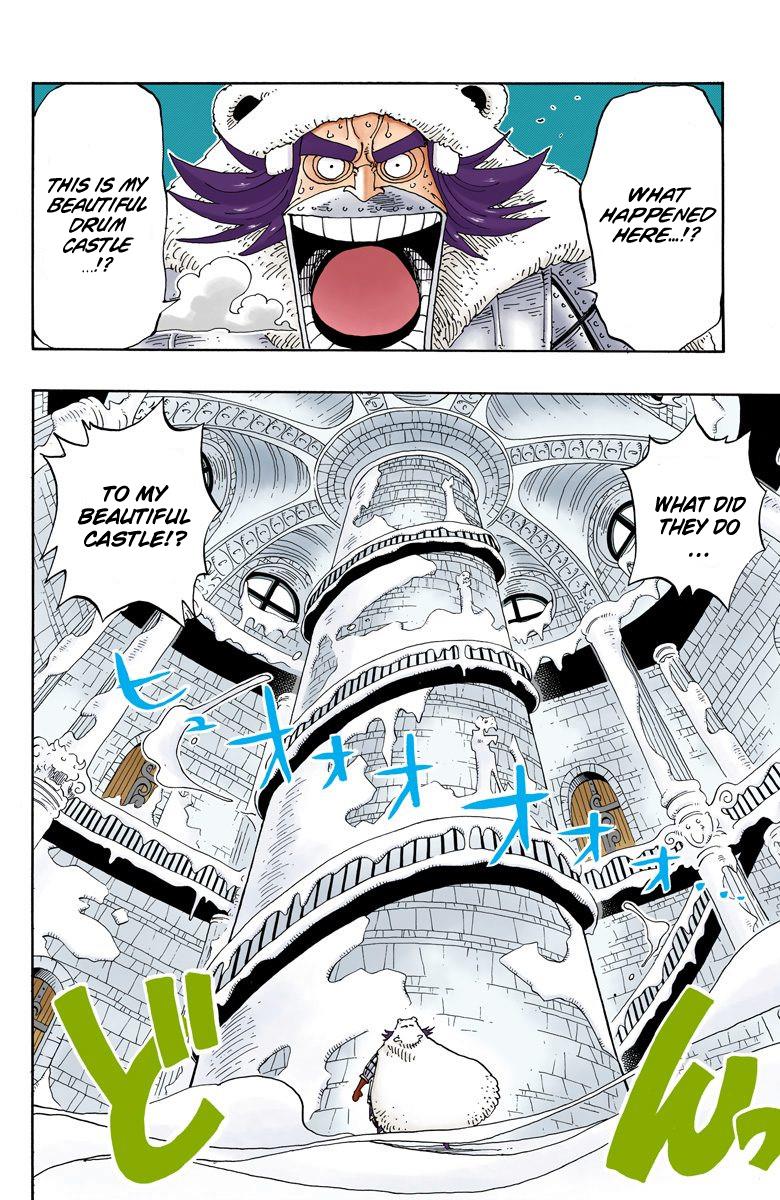 WHAT
HAPPENED
HERE...!?
THIS IS MY
BEAUTIFUL
DRUM
CASTLE
...!?
WHAT DID
THEY DO
...
TO MY
BEAUTIFUL
CASTLE!?
ヒュオオオオオオ...
どんっ